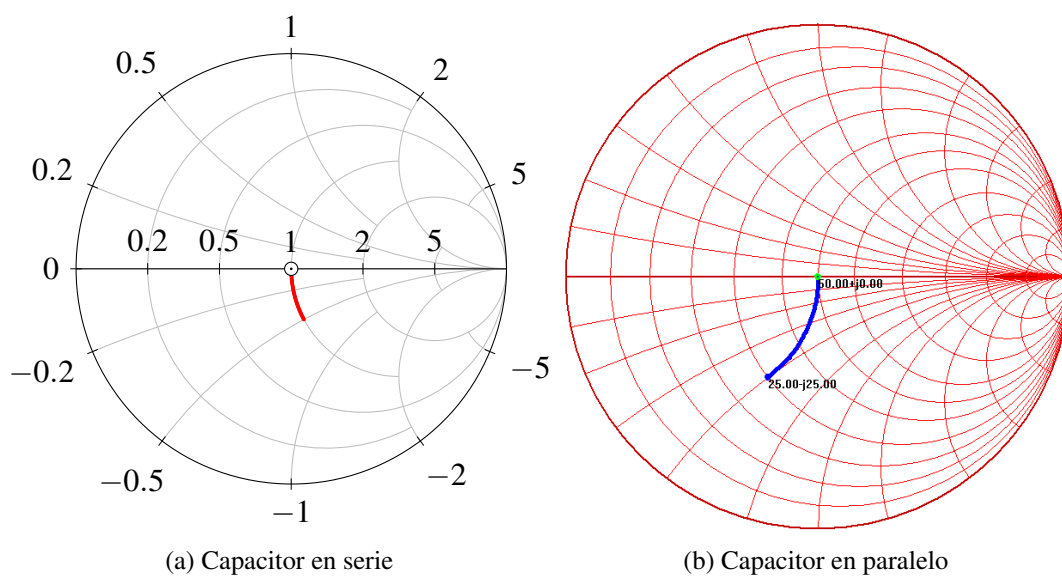 1
0.5
2
0.2
5
0.2 0.5 1 2 5
0
50.00+j0.00
−0.2
−5
25.00-j25.00
−0.5
−2
−1
(a) Capacitor en serie
(b) Capacitor en paralelo